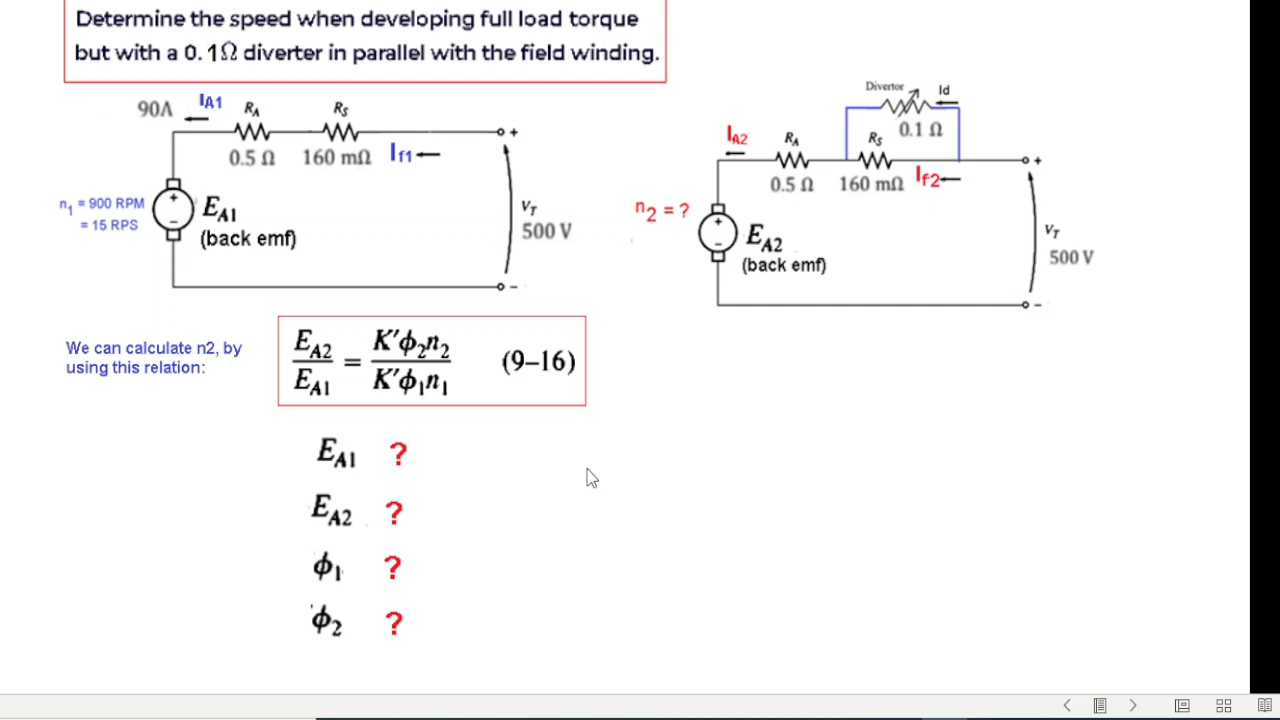 Determine the speed when developing full load torque
but with a 0.1Ω diverter in parallel with the field winding.
90A
IA1
RA
RS
0.5 Ω
160 mΩ
If1
n1 = 900 RPM
= 15 RPS
+
−
EA1
(back emf)
+
VT
500 V
−
Divertor
Id
0.1 Ω
IA2
RA
RS
0.5 Ω
160 mΩ
If2
n2 = ?
+
−
EA2
(back emf)
+
VT
500 V
−
We can calculate n2, by
using this relation:
EA2/EA1 = K'ϕ2n2/K'ϕ1n1 (9–16)
EA1 ?
EA2 ?
ϕ1 ?
ϕ2 ?